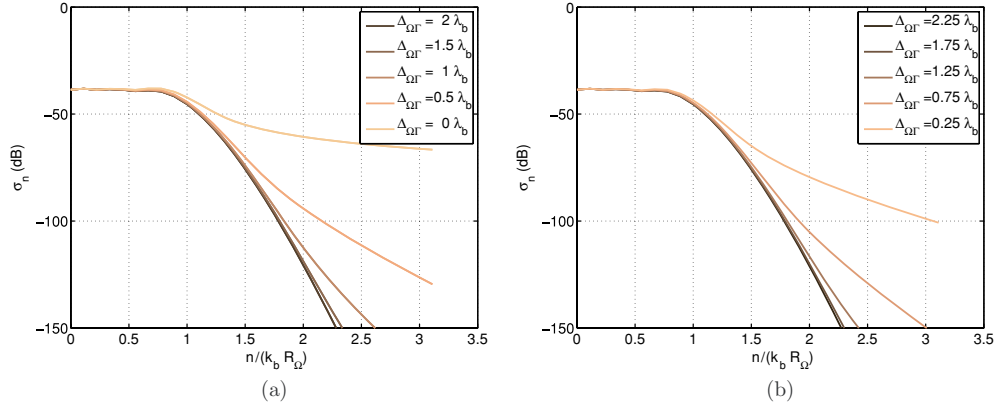 0
−50
−100
−150
σ_n (dB)
0 0.5 1 1.5 2 2.5 3 3.5
n/(k_b R_Ω)
Δ_ΩΓ = 2 λ_b
Δ_ΩΓ =1.5 λ_b
Δ_ΩΓ = 1 λ_b
Δ_ΩΓ =0.5 λ_b
Δ_ΩΓ = 0 λ_b
(a)
0
−50
−100
−150
σ_n (dB)
0 0.5 1 1.5 2 2.5 3 3.5
n/(k_b R_Ω)
Δ_ΩΓ =2.25 λ_b
Δ_ΩΓ =1.75 λ_b
Δ_ΩΓ =1.25 λ_b
Δ_ΩΓ =0.75 λ_b
Δ_ΩΓ =0.25 λ_b
(b)